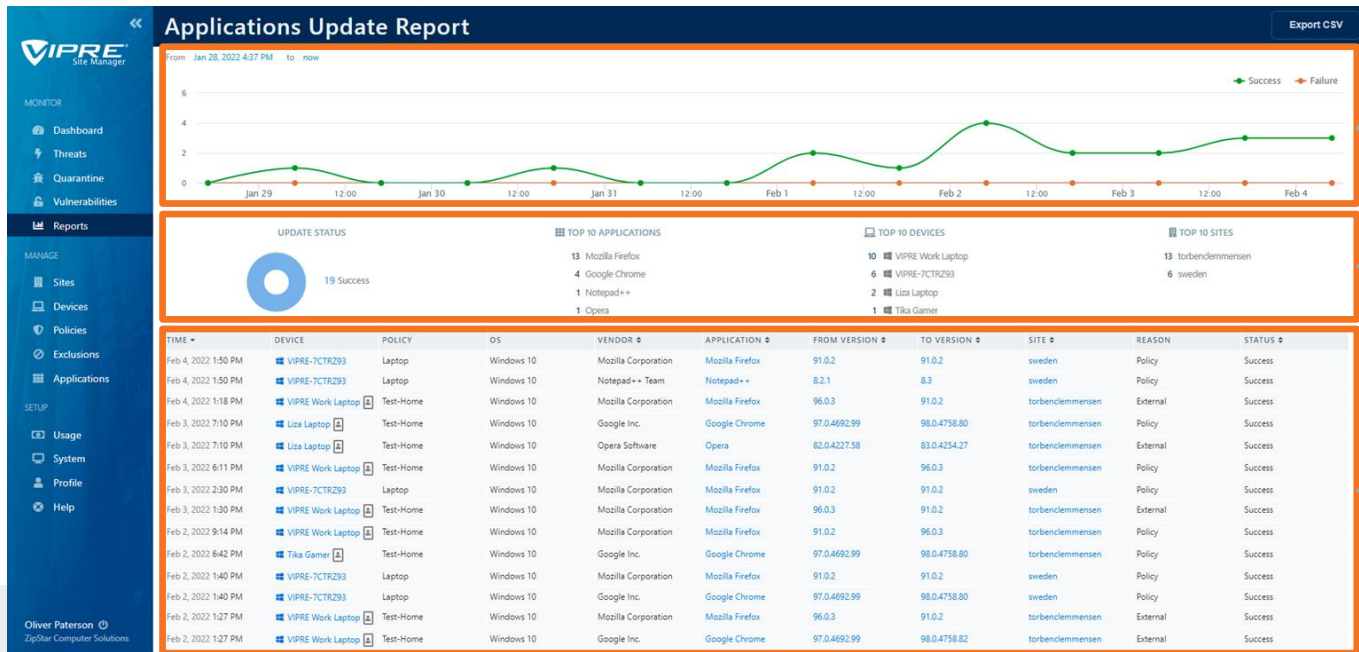 Applications Update Report
Export CSV
VIPRE
Site Manager
MONITOR
Dashboard
Threats
Quarantine
Vulnerabilities
Reports
MANAGE
Sites
Devices
Policies
Exclusions
Applications
SETUP
Usage
System
Profile
Help
Oliver Paterson
ZipStar Computer Solutions
From Jan 28, 2022 4:37 PM to now
Success Failure
6
4
2
0
Jan 29 12:00 Jan 30 12:00 Jan 31 12:00 Feb 1 12:00 Feb 2 12:00 Feb 3 12:00 Feb 4
UPDATE STATUS
19 Success
TOP 10 APPLICATIONS
13 Mozilla Firefox
4 Google Chrome
1 Notepad++
1 Opera
TOP 10 DEVICES
10 VIPRE Work Laptop
6 VIPRE-7CTRZ93
2 Liza Laptop
1 Tika Gamer
TOP 10 SITES
13 torbenclemmensen
6 sweden
TIME DEVICE POLICY OS VENDOR APPLICATION FROM VERSION TO VERSION SITE REASON STATUS
Feb 4, 2022 1:50 PM VIPRE-7CTRZ93 Laptop Windows 10 Mozilla Corporation Mozilla Firefox 91.0.2 91.0.2 sweden Policy Success
Feb 4, 2022 1:50 PM VIPRE-7CTRZ93 Laptop Windows 10 Notepad++ Team Notepad++ 8.2.1 8.3 sweden Policy Success
Feb 4, 2022 1:18 PM VIPRE Work Laptop Test-Home Windows 10 Mozilla Corporation Mozilla Firefox 96.0.3 91.0.2 torbenclemmensen External Success
Feb 3, 2022 7:10 PM Liza Laptop Test-Home Windows 10 Google Inc. Google Chrome 97.0.4692.99 98.0.4758.80 torbenclemmensen Policy Success
Feb 3, 2022 7:10 PM Liza Laptop Test-Home Windows 10 Opera Software Opera 82.0.4227.58 83.0.4254.27 torbenclemmensen External Success
Feb 3, 2022 6:11 PM VIPRE Work Laptop Test-Home Windows 10 Mozilla Corporation Mozilla Firefox 91.0.2 96.0.3 torbenclemmensen Policy Success
Feb 3, 2022 2:30 PM VIPRE-7CTRZ93 Laptop Windows 10 Mozilla Corporation Mozilla Firefox 91.0.2 91.0.2 sweden Policy Success
Feb 3, 2022 1:30 PM VIPRE Work Laptop Test-Home Windows 10 Mozilla Corporation Mozilla Firefox 96.0.3 91.0.2 torbenclemmensen External Success
Feb 2, 2022 9:14 PM VIPRE Work Laptop Test-Home Windows 10 Mozilla Corporation Mozilla Firefox 91.0.2 96.0.3 torbenclemmensen Policy Success
Feb 2, 2022 6:42 PM Tika Gamer Test-Home Windows 10 Google Inc. Google Chrome 97.0.4692.99 98.0.4758.80 torbenclemmensen Policy Success
Feb 2, 2022 1:40 PM VIPRE-7CTRZ93 Laptop Windows 10 Mozilla Corporation Mozilla Firefox 91.0.2 91.0.2 sweden Policy Success
Feb 2, 2022 1:40 PM VIPRE-7CTRZ93 Laptop Windows 10 Google Inc. Google Chrome 97.0.4692.99 98.0.4758.80 sweden Policy Success
Feb 2, 2022 1:27 PM VIPRE Work Laptop Test-Home Windows 10 Mozilla Corporation Mozilla Firefox 96.0.3 91.0.2 torbenclemmensen External Success
Feb 2, 2022 1:27 PM VIPRE Work Laptop Test-Home Windows 10 Google Inc. Google Chrome 97.0.4692.99 98.0.4758.82 torbenclemmensen External Success